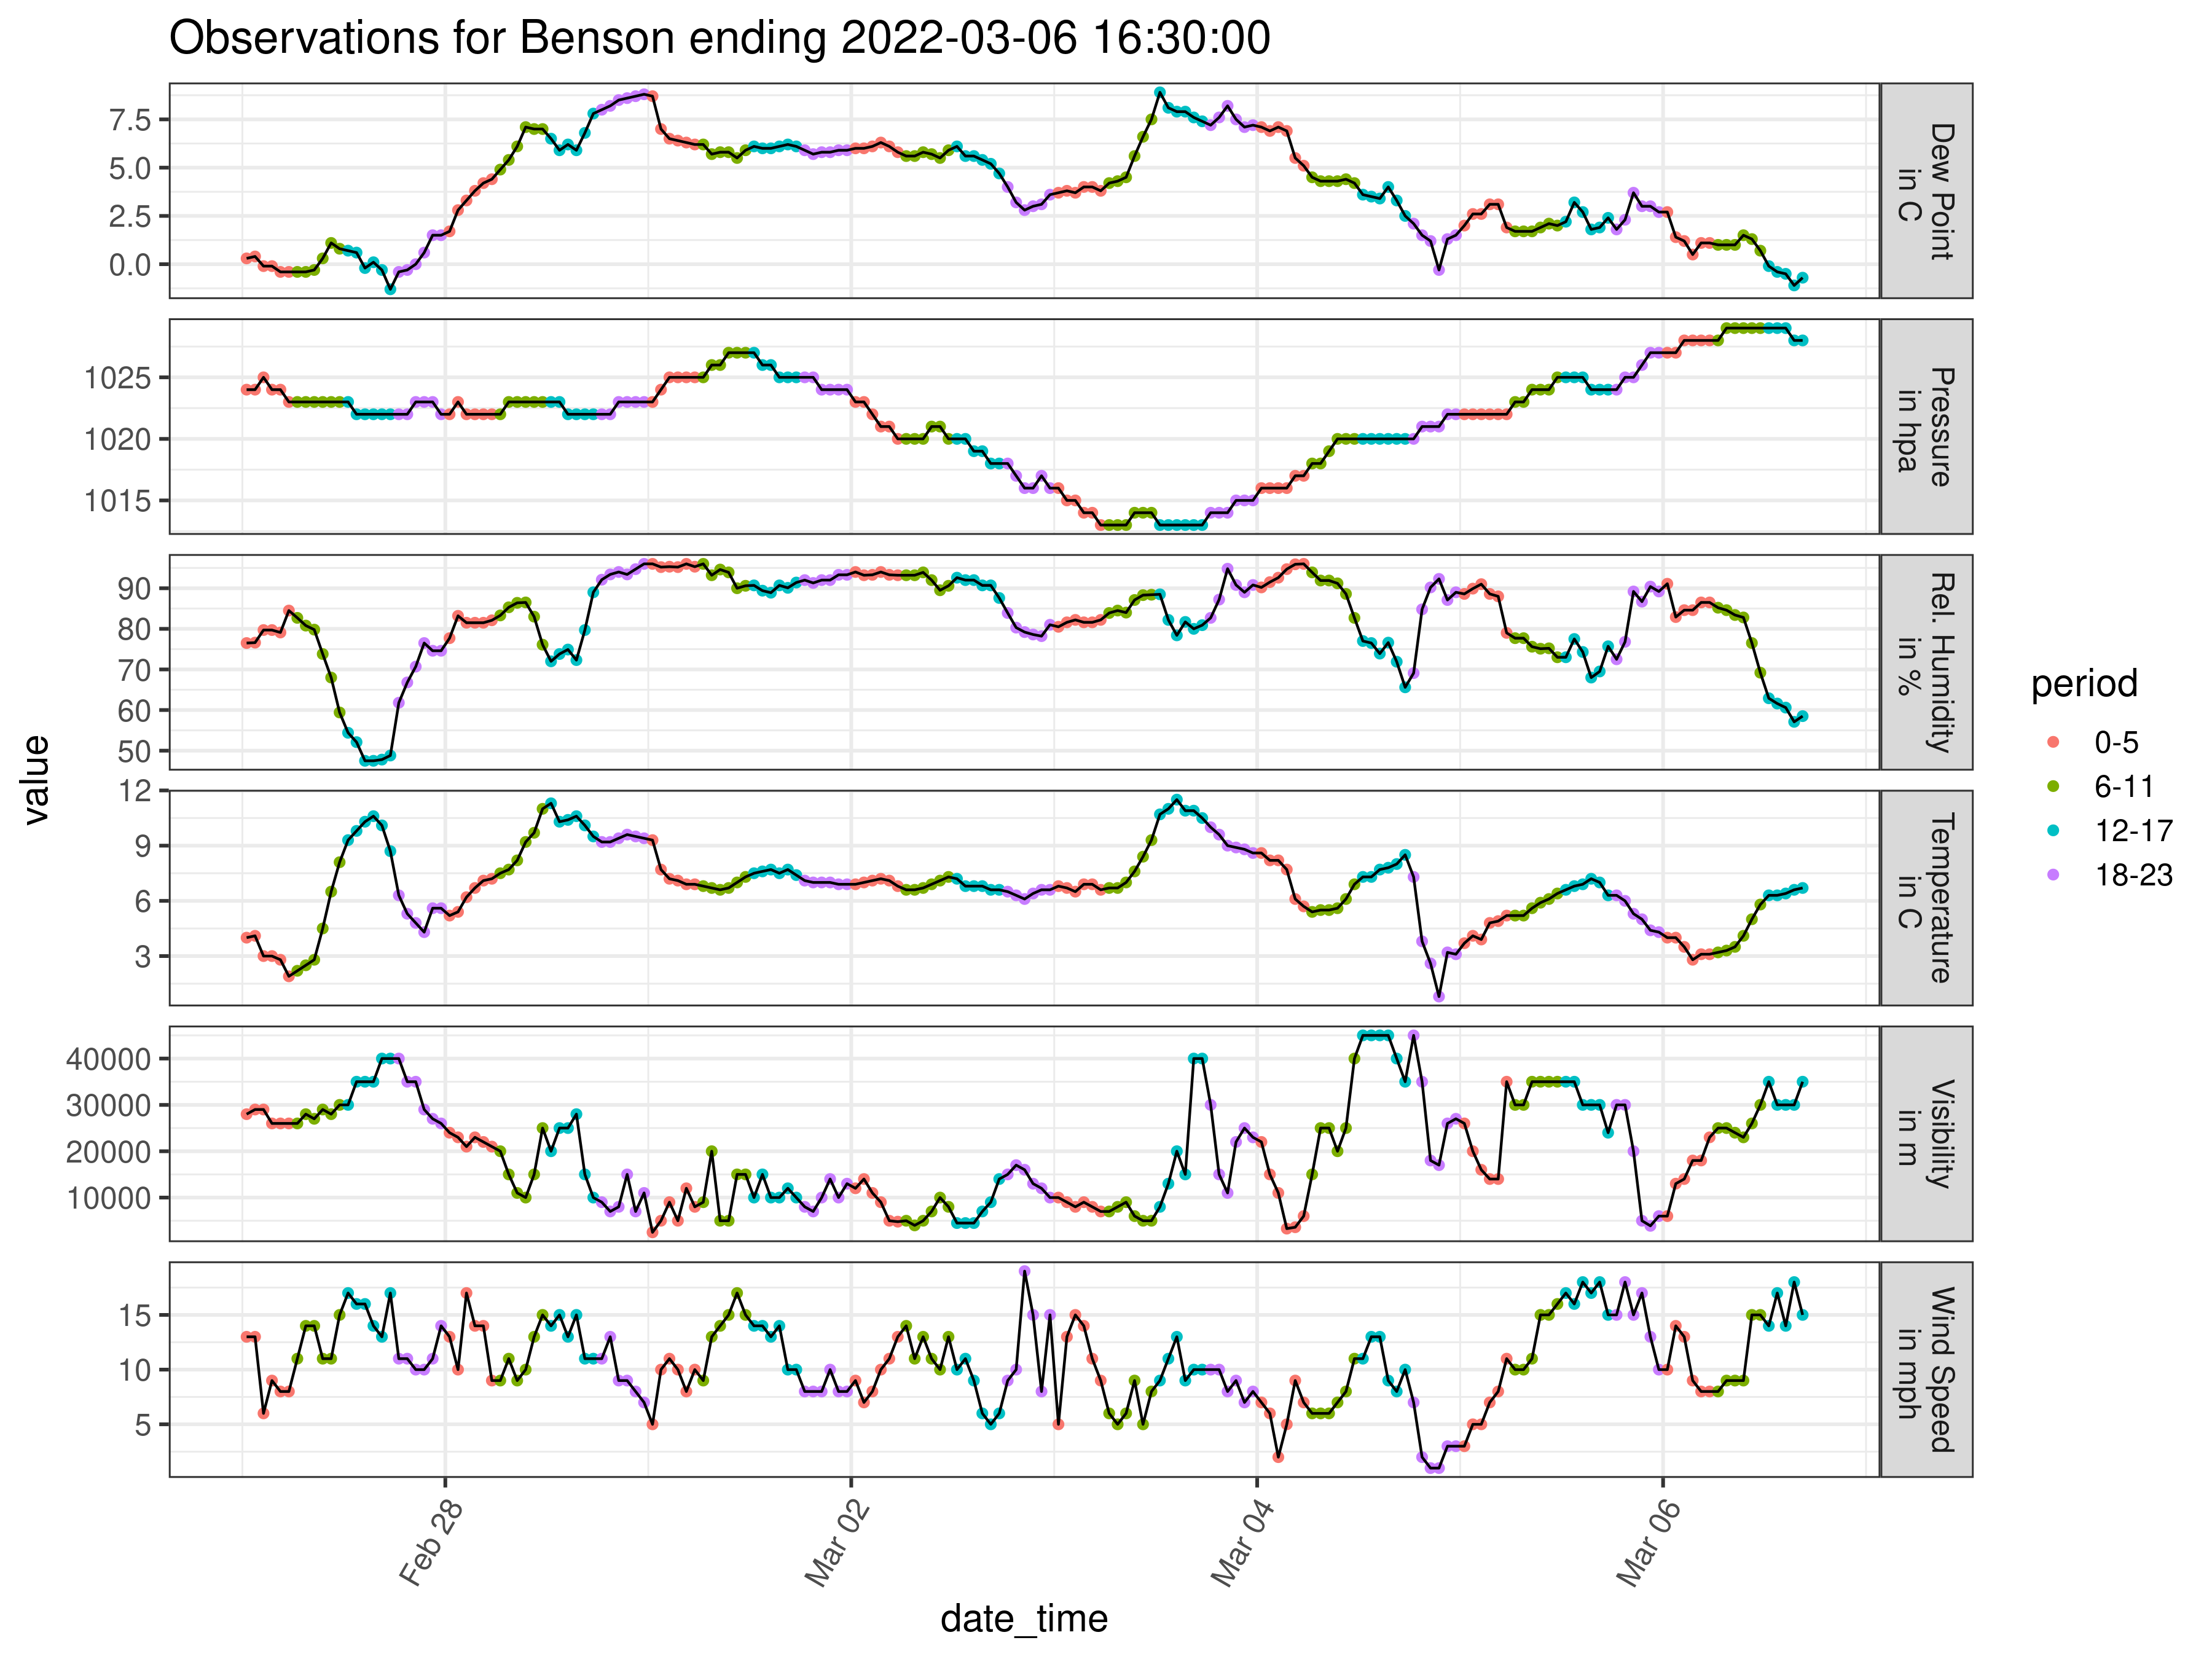 Observations for Benson ending 2022-03-06 16:30:00
value
7.5
5.0
2.5
0.0
Dew Point
in C
1025
1020
1015
Pressure
in hpa
90
80
70
60
50
Rel. Humidity
in %
12
9
6
3
Temperature
in C
40000
30000
20000
10000
Visibility
in m
15
10
5
Wind Speed
in mph
Feb 28
Mar 02
Mar 04
Mar 06
date_time
period
0-5
6-11
12-17
18-23